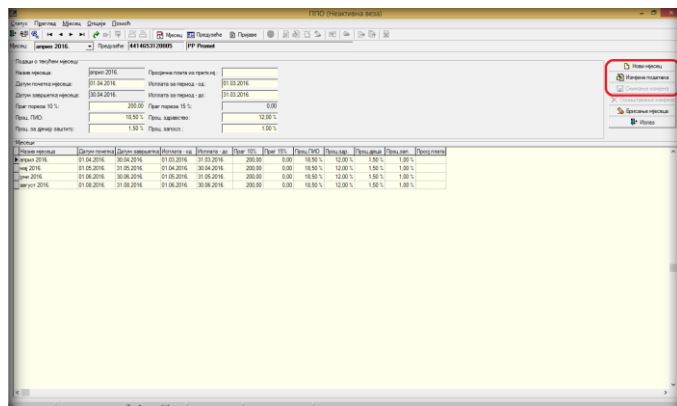 ППО (Неактивна веза)
Статус Преглед Мјесец Опције Помоћ
Мјесец Предузеће Пријаве
Мјесец: април 2016. Предузеће: 4414653120005 PP Promet
Подаци о текућем мјесецу
Назив мјесеца: април 2016.
Датум почетка мјесеца: 01.04.2016. Исплата за период - од: 01.03.2016
Датум завршетка мјесеца: 30.04.2016. Исплата за период - до: 31.03.2016
Праг пореза 10 %: 200,00 Праг пореза 15 %: 0,00
Проц. ПИО: 18,50 % Проц. здравство: 12,00 %
Проц. за дјечију заштиту: 1,50 % Проц. запосл.: 1,00 %
Нови мјесец
Измјена података
Брисање мјесеца
Излаз
Мјесеци
Назив мјесеца Датум почетка Датум завршетка Исплата - од Исплата - до Праг 10% Праг 15% Проц.ПИО Проц.здр. Проц.дјеца Проц.зап. Просј.плата
април 2016. 01.04.2016. 30.04.2016. 01.03.2016. 31.03.2016. 200,00 0,00 18,50 % 12,00 % 1,50 % 1,00 %
мај 2016. 01.05.2016. 31.05.2016. 01.04.2016. 30.04.2016. 200,00 0,00 18,50 % 12,00 % 1,50 % 1,00 %
јуни 2016. 01.06.2016. 30.06.2016. 01.05.2016. 31.05.2016. 200,00 0,00 18,50 % 12,00 % 1,50 % 1,00 %
август 2016. 01.08.2016. 31.08.2016. 01.06.2016. 30.06.2016. 200,00 0,00 18,50 % 12,00 % 1,50 % 1,00 %